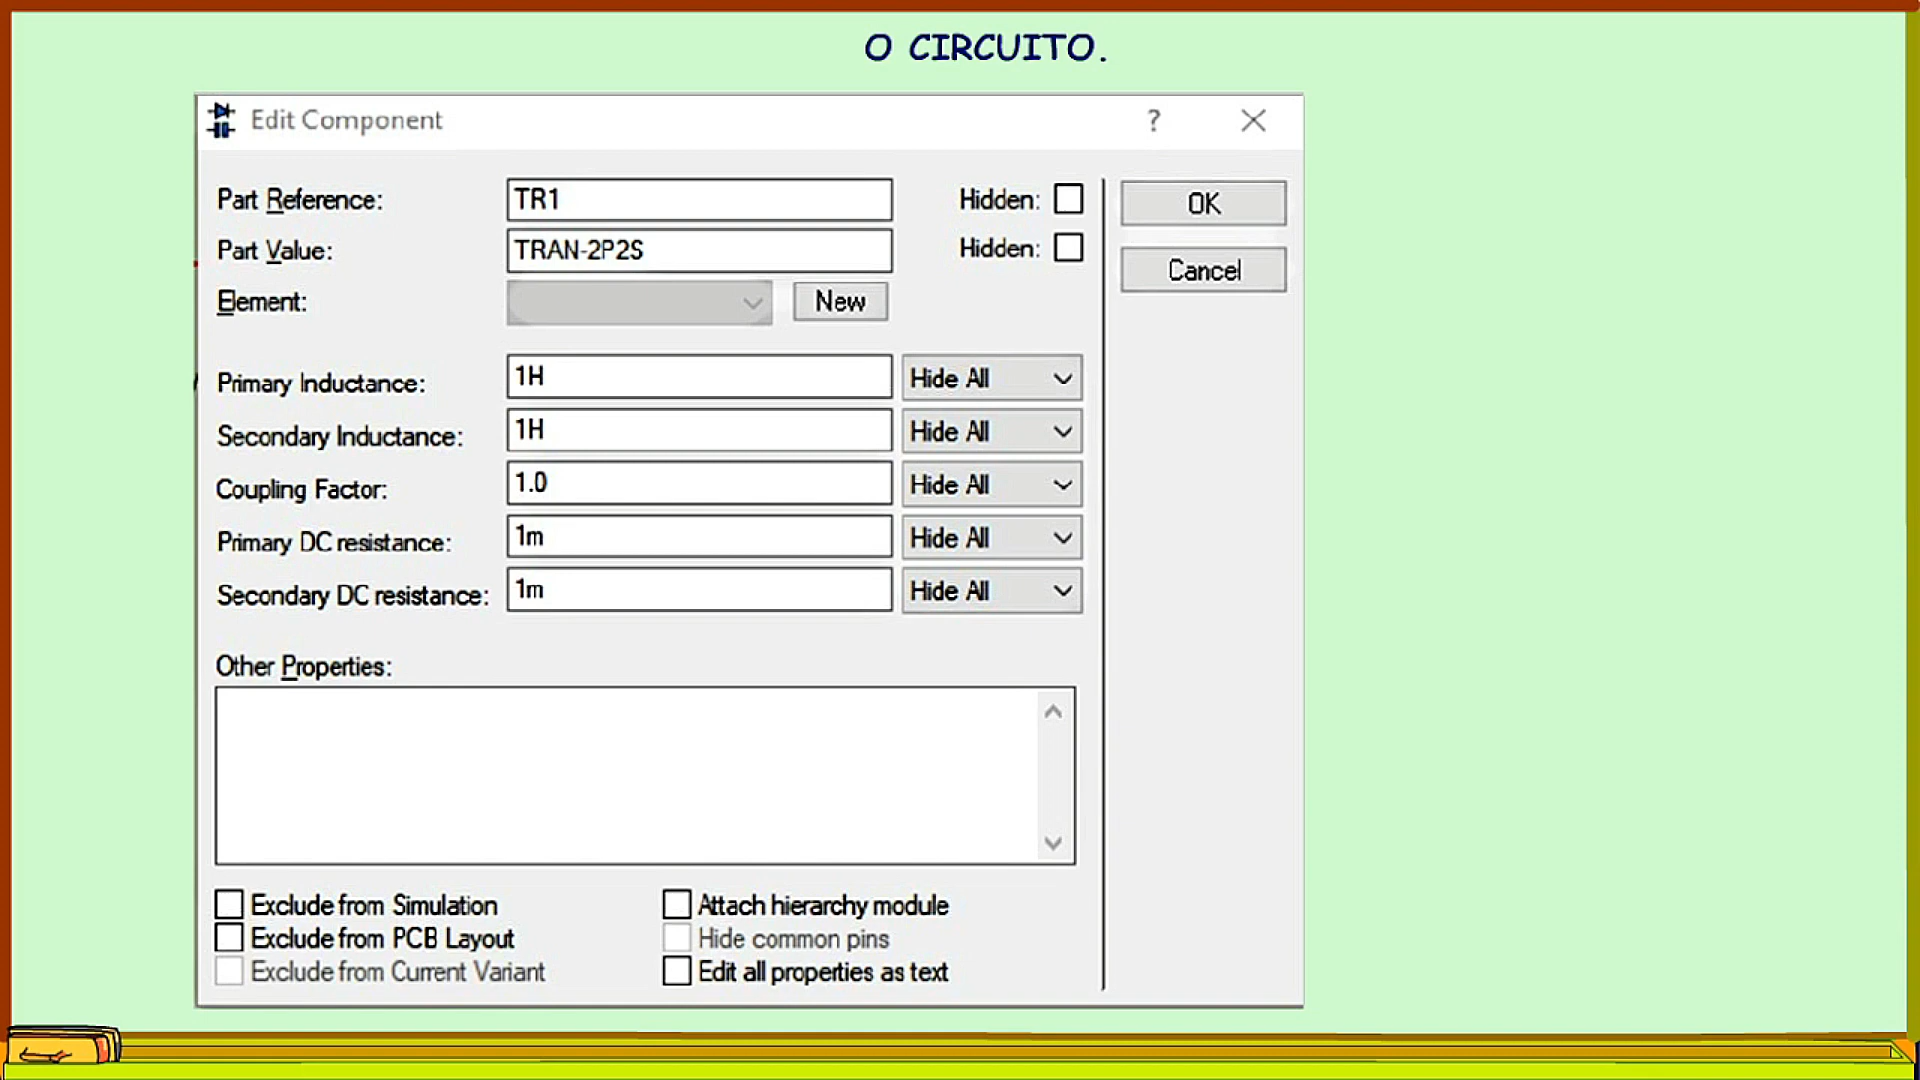 O CIRCUITO.
Edit Component ?
Part Reference: TR1 Hidden: OK
Part Value: TRAN-2P2S Hidden: Cancel
Element: New
Primary Inductance: 1H Hide All
Secondary Inductance: 1H Hide All
Coupling Factor: 1.0 Hide All
Primary DC resistance: 1m Hide All
Secondary DC resistance: 1m Hide All
Other Properties:
Exclude from Simulation Attach hierarchy module
Exclude from PCB Layout Hide common pins
Exclude from Current Variant Edit all properties as text